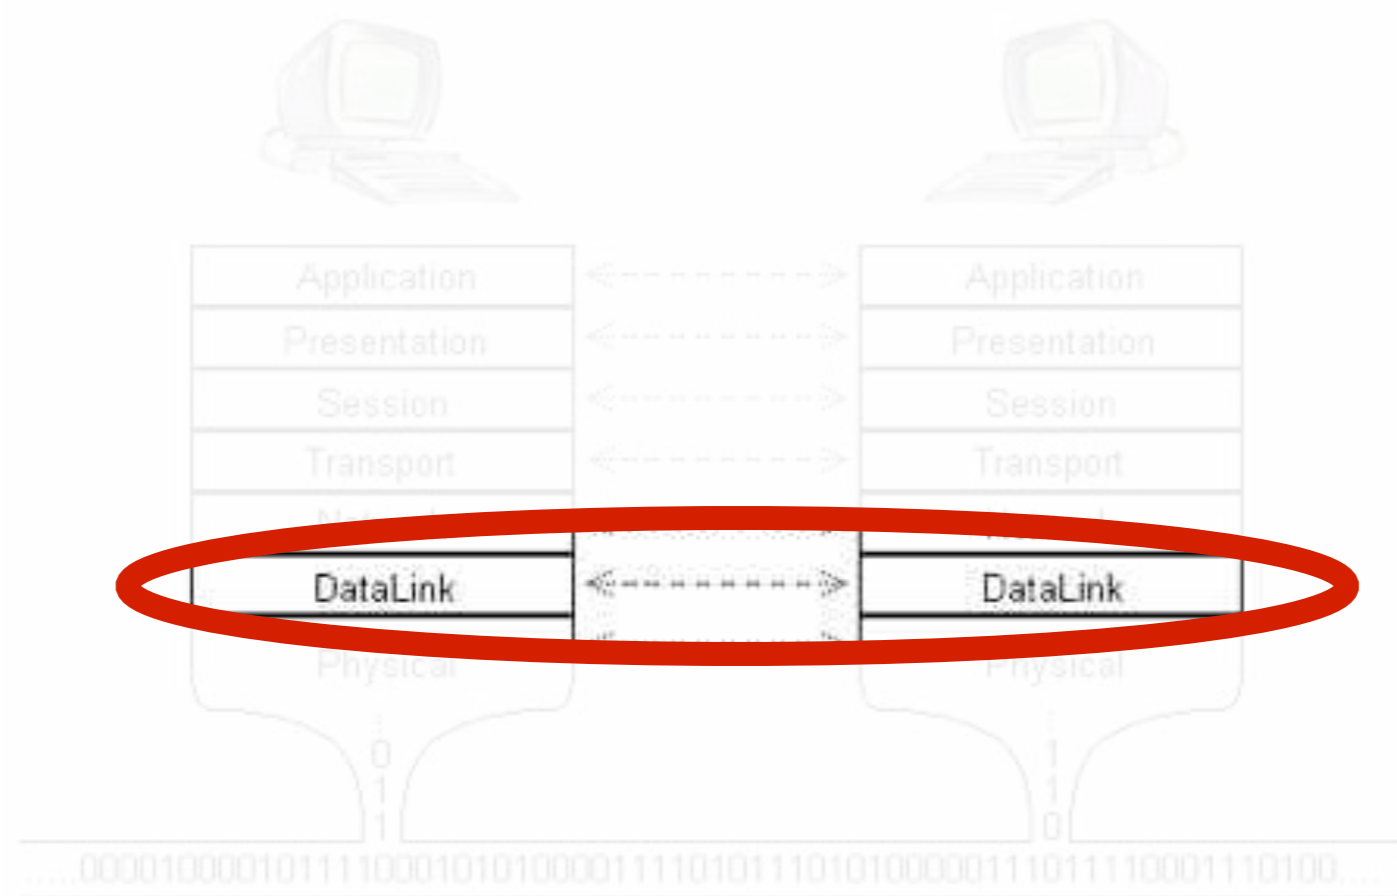 Application Application
Presentation Presentation
Session Session
Transport Transport
DataLink DataLink
Physical Physical
0 1
1 1
1 0
.....0000100001011110001010100001111010111010100000111011110001110100.....